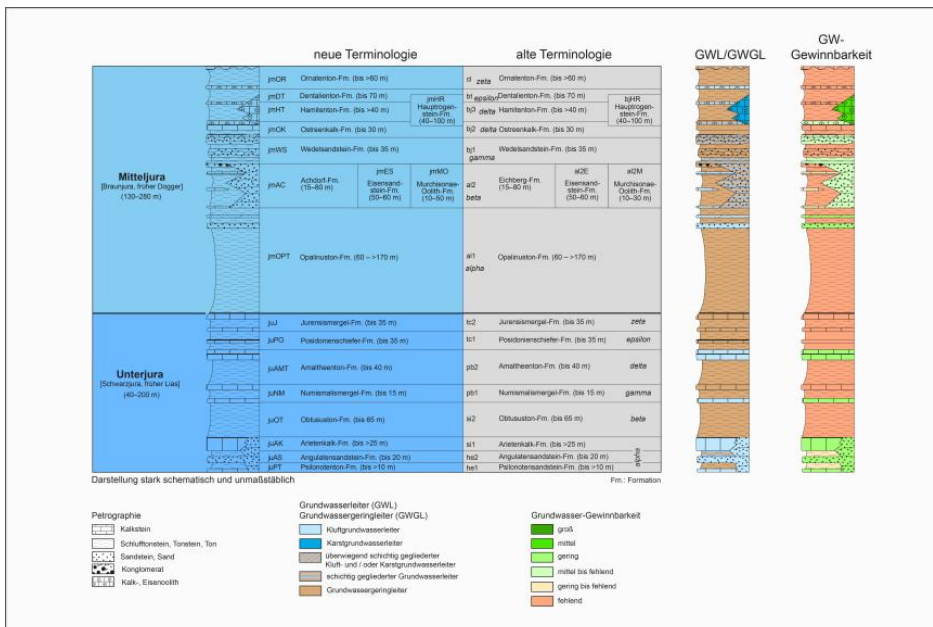 neue Terminologie
alte Terminologie
GWL/GWGL
GW-
Gewinnbarkeit
Mitteljura
[Braunjura, früher Dogger]
(130–280 m)
jmOR Ornatenton-Fm. (bis >60 m)
jmDT Dentalienton-Fm. (bis 70 m)
jmHT Hamitenton-Fm. (bis >40 m)
jmHR
Hauptrogen-
stein-Fm.
(40–100 m)
jmOK Ostreenkalk-Fm. (bis 30 m)
jmWS Wedelsandstein-Fm. (bis 35 m)
jmAC Achdorf-Fm.
(15–80 m)
jmES
Eisensand-
stein-Fm.
(50–60 m)
jmMO
Murchisonae-
Oolith-Fm.
(10–50 m)
jmOPT Opalinuston-Fm. (60 – >170 m)
cl zeta Ornatenton-Fm. (bis >60 m)
bt epsilon Dentalienton-Fm. (bis 70 m)
bj3 delta Hamitenton-Fm. (bis >40 m)
bjHR
Hauptrogen-
stein-Fm.
(40–100 m)
bj2 delta Ostreenkalk-Fm. (bis 30 m)
bj1 Wedelsandstein-Fm. (bis 35 m)
gamma
al2 Eichberg-Fm.
(15–80 m)
beta
al2E
Eisensand-
stein-Fm.
(50–60 m)
al2M
Murchisonae-
Oolith-Fm.
(10–30 m)
al1 Opalinuston-Fm. (60 – >170 m)
alpha
Unterjura
[Schwarzjura, früher Lias]
(40–200 m)
juJ Jurensismergel-Fm. (bis 35 m)
juPO Posidonienschiefer-Fm. (bis 35 m)
juAMT Amaltheenton-Fm. (bis 40 m)
juNM Numismalismergel-Fm. (bis 15 m)
juOT Obtususton-Fm. (bis 65 m)
juAK Arietenkalk-Fm. (bis >25 m)
juAS Angulatensandstein-Fm. (bis 20 m)
juPT Psilonotenton-Fm. (bis >10 m)
tc2 Jurensismergel-Fm. (bis 35 m) zeta
tc1 Posidonienschiefer-Fm. (bis 35 m) epsilon
pb2 Amaltheenton-Fm. (bis 40 m) delta
pb1 Numismalismergel-Fm. (bis 15 m) gamma
si2 Obtususton-Fm. (bis 65 m) beta
si1 Arietenkalk-Fm. (bis >25 m)
he2 Angulatensandstein-Fm. (bis 20 m)
he1 Psilonotensandstein-Fm. (bis >10 m)
alpha
Darstellung stark schematisch und unmaßstäblich
Fm.: Formation
Petrographie
Kalkstein
Schlufftonstein, Tonstein, Ton
Sandstein, Sand
Konglomerat
Kalk-, Eisenoolith
Grundwasserleiter (GWL)
Grundwassergeringleiter (GWGL)
Kluftgrundwasserleiter
Karstgrundwasserleiter
überwiegend schichtig gegliederter
Kluft- und / oder Karstgrundwasserleiter
schichtig gegliederter Grundwasserleiter
Grundwassergeringleiter
Grundwasser-Gewinnbarkeit
groß
mittel
gering
mittel bis fehlend
gering bis fehlend
fehlend